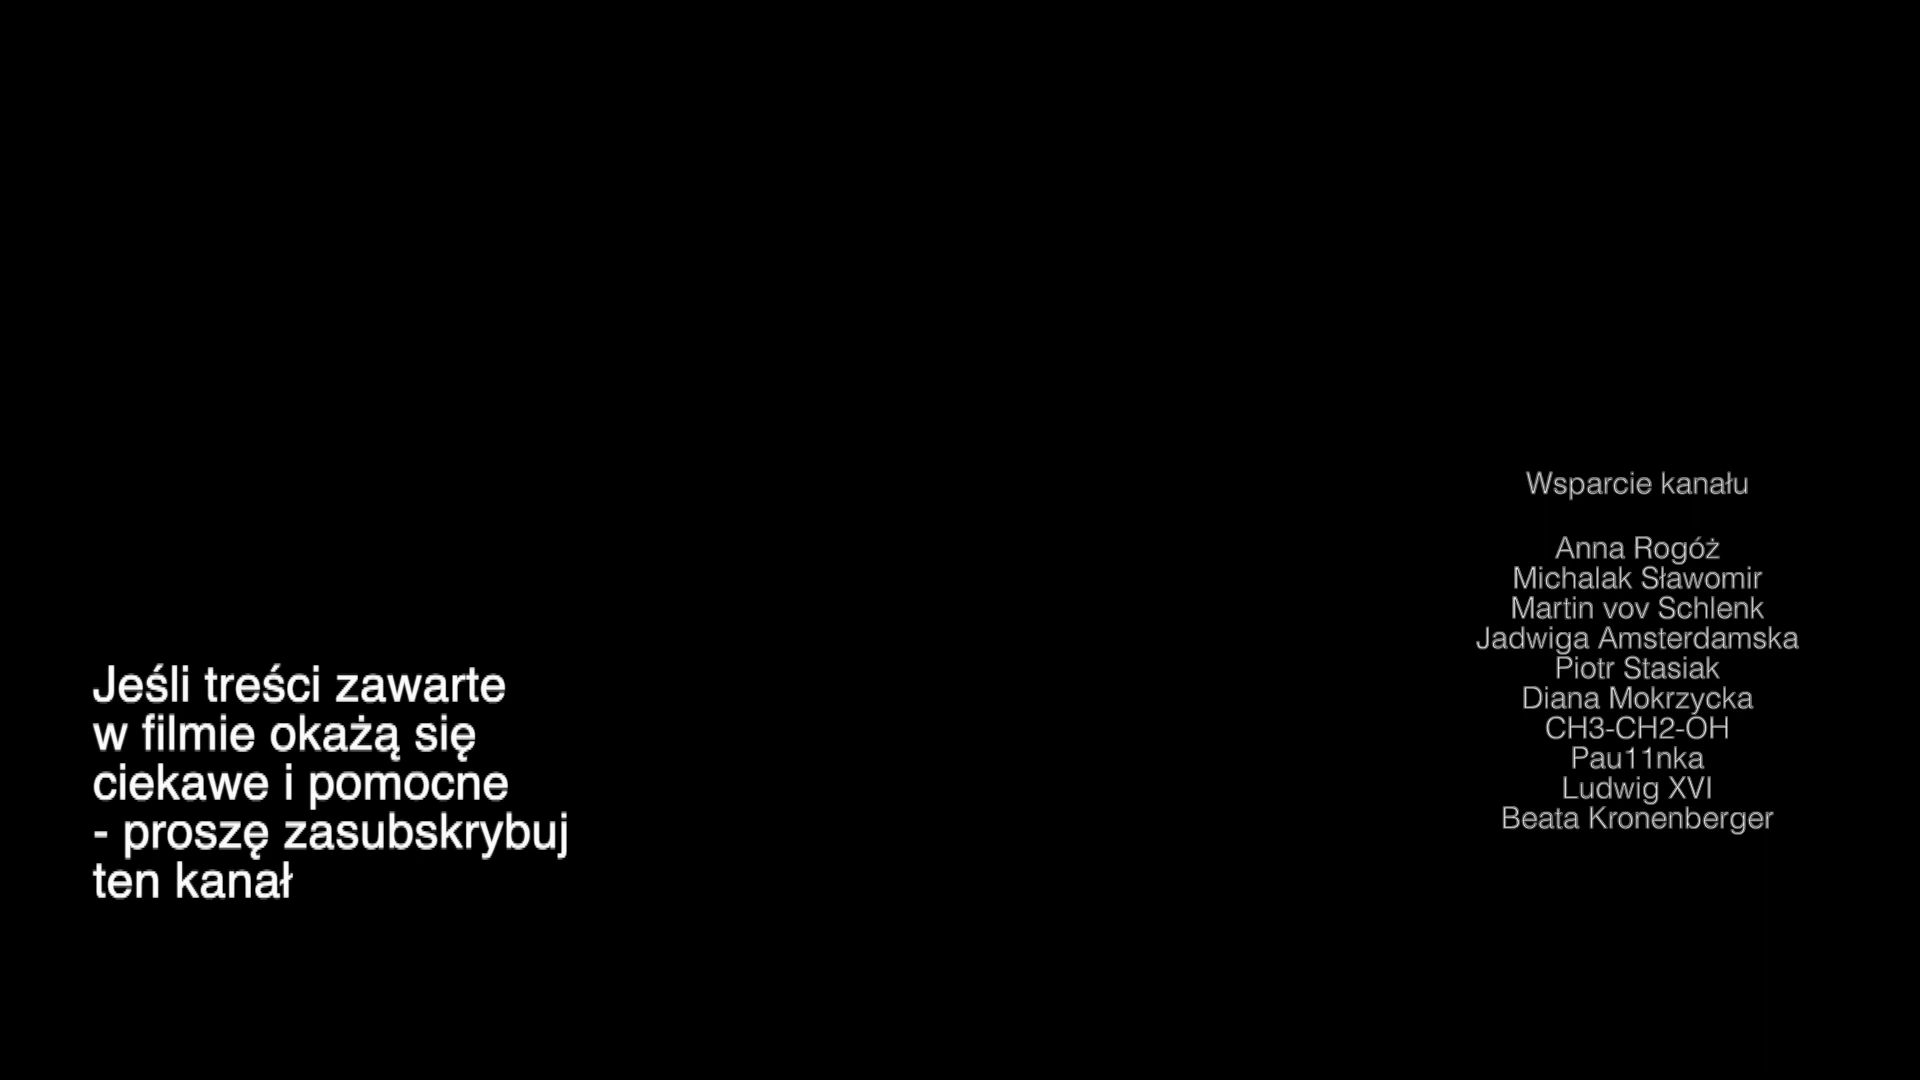 Jeśli treści zawarte
w filmie okażą się
ciekawe i pomocne
- proszę zasubskrybuj
ten kanał
Wsparcie kanału
Anna Rogóż
Michalak Sławomir
Martin vov Schlenk
Jadwiga Amsterdamska
Piotr Stasiak
Diana Mokrzycka
CH3-CH2-OH
Pau11nka
Ludwig XVI
Beata Kronenberger